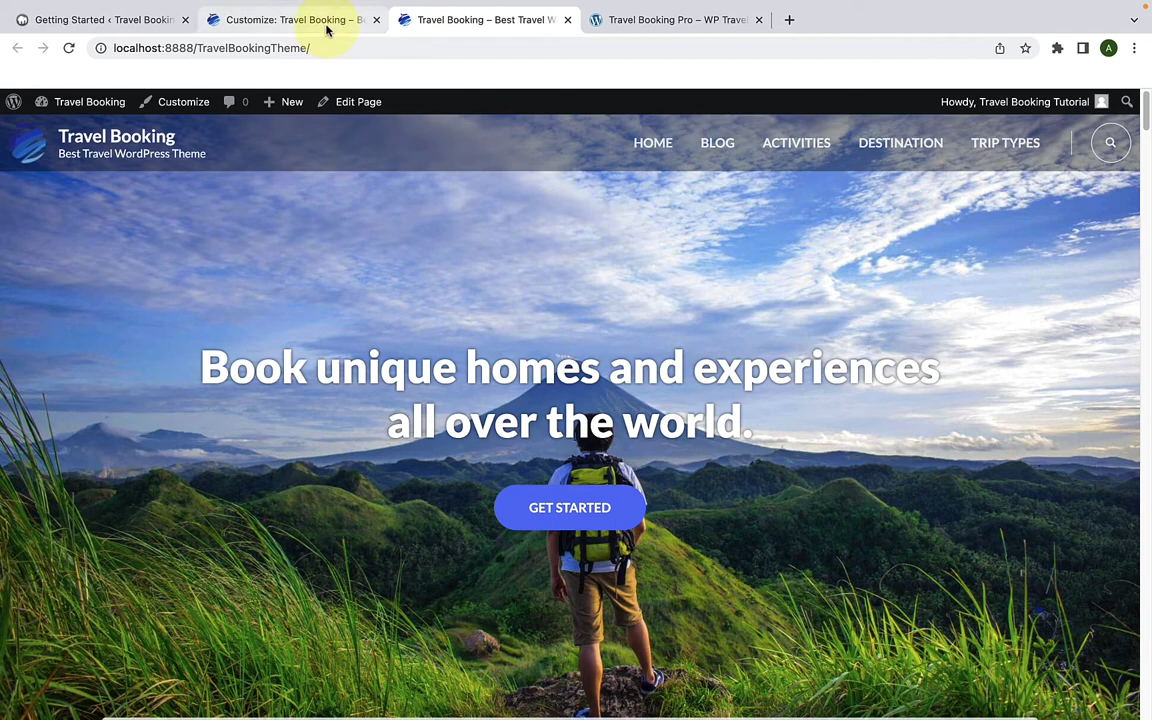 Getting Started ‹ Travel Bookin
Customize: Travel Booking – Be
Travel Booking – Best Travel W
Travel Booking Pro – WP Travel
localhost:8888/TravelBookingTheme/
A
Travel Booking
Customize
0
New
Edit Page
Howdy, Travel Booking Tutorial
Travel Booking
Best Travel WordPress Theme
HOME
BLOG
ACTIVITIES
DESTINATION
TRIP TYPES
Book unique homes and experiences
all over the world.
GET STARTED